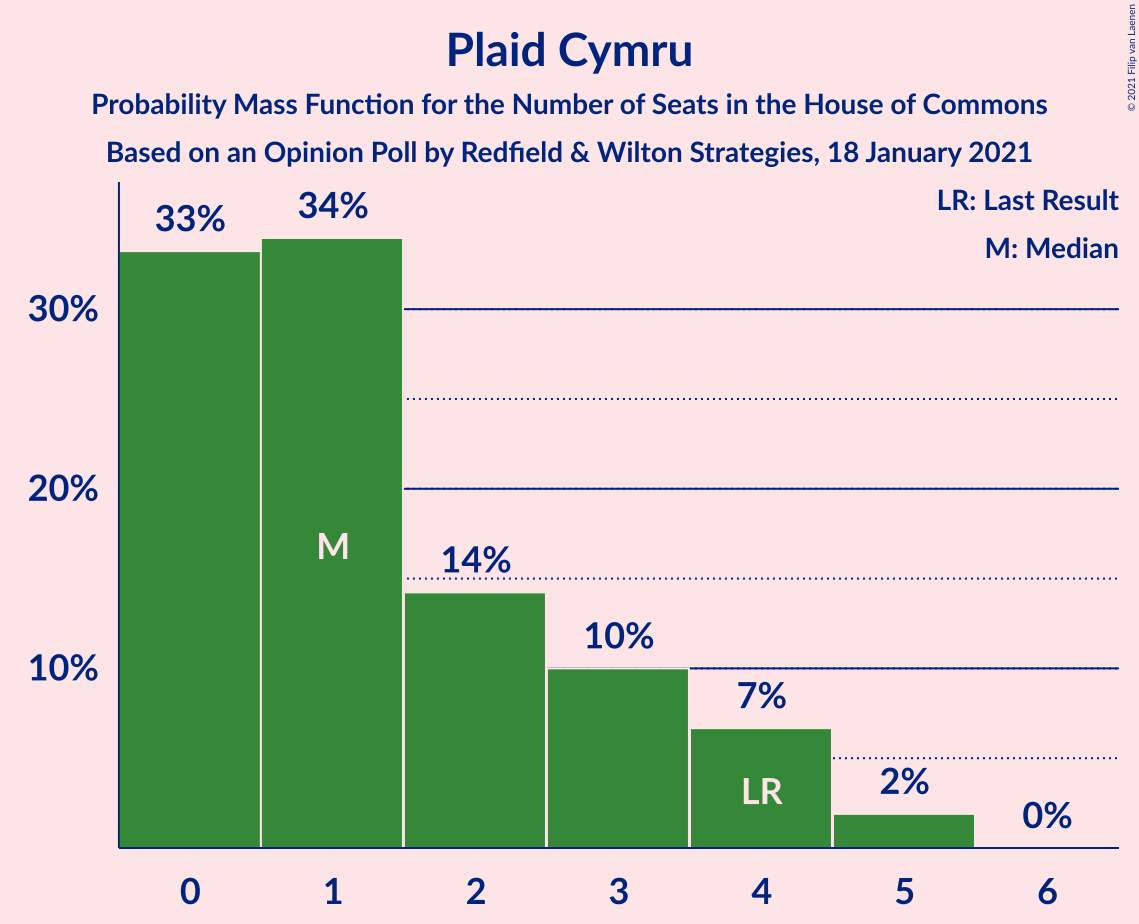 Plaid Cymru
Probability Mass Function for the Number of Seats in the House of Commons
Based on an Opinion Poll by Redfield & Wilton Strategies, 18 January 2021
© 2021 Filip van Laenen
LR: Last Result
M: Median
33%
34%
14%
10%
7%
2%
0%
30%
20%
10%
M
LR
0
1
2
3
4
5
6